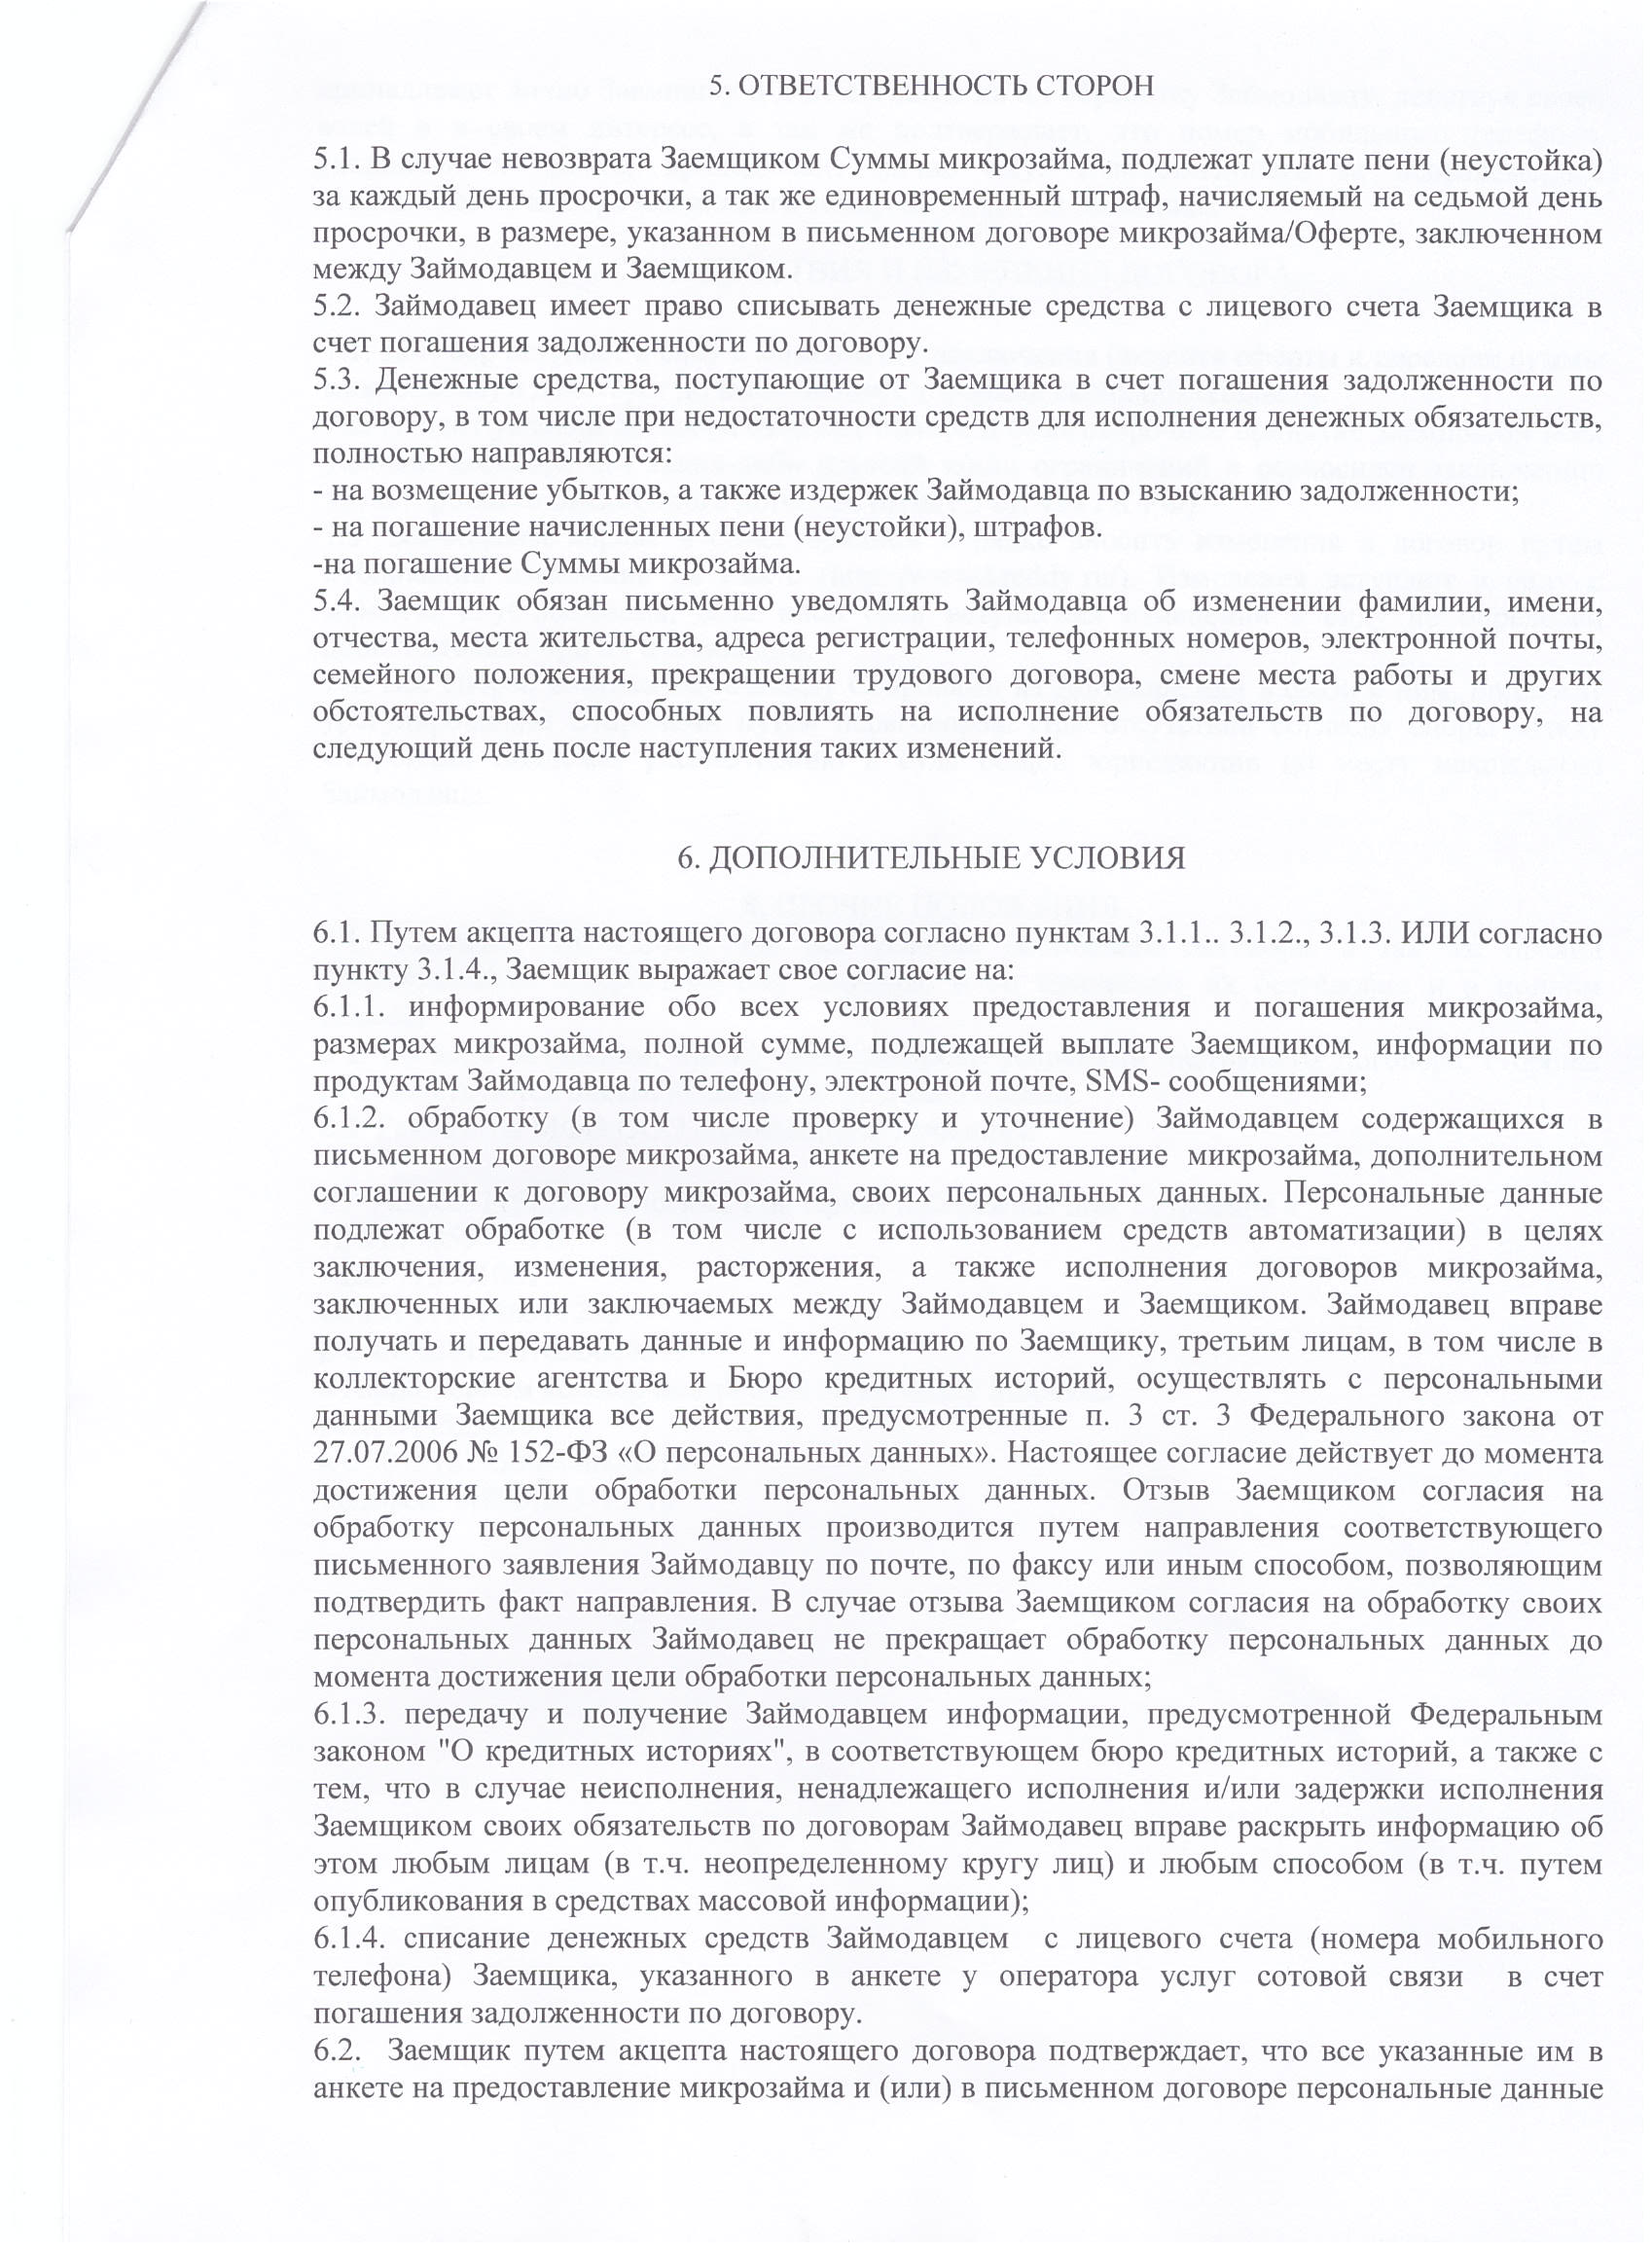 5. ОТВЕТСТВЕННОСТЬ СТОРОН
5.1. В случае невозврата Заемщиком Суммы микрозайма, подлежат уплате пени (неустойка)
за каждый день просрочки, а так же единовременный штраф, начисляемый на седьмой день
просрочки, в размере, указанном в письменном договоре микрозайма/Оферте, заключенном
между Займодавцем и Заемщиком.
5.2. Займодавец имеет право списывать денежные средства с лицевого счета Заемщика в
счет погашения задолженности по договору.
5.3. Денежные средства, поступающие от Заемщика в счет погашения задолженности по
договору, в том числе при недостаточности средств для исполнения денежных обязательств,
полностью направляются:
- на возмещение убытков, а также издержек Займодавца по взысканию задолженности;
- на погашение начисленных пени (неустойки), штрафов.
-на погашение Суммы микрозайма.
5.4. Заемщик обязан письменно уведомлять Займодавца об изменении фамилии, имени,
отчества, места жительства, адреса регистрации, телефонных номеров, электронной почты,
семейного положения, прекращении трудового договора, смене места работы и других
обстоятельствах, способных повлиять на исполнение обязательств по договору, на
следующий день после наступления таких изменений.
6. ДОПОЛНИТЕЛЬНЫЕ УСЛОВИЯ
6.1. Путем акцепта настоящего договора согласно пунктам 3.1.1.. 3.1.2., 3.1.3. ИЛИ согласно
пункту 3.1.4., Заемщик выражает свое согласие на:
6.1.1. информирование обо всех условиях предоставления и погашения микрозайма,
размерах микрозайма, полной сумме, подлежащей выплате Заемщиком, информации по
продуктам Займодавца по телефону, электроной почте, SMS- сообщениями;
6.1.2. обработку (в том числе проверку и уточнение) Займодавцем содержащихся в
письменном договоре микрозайма, анкете на предоставление микрозайма, дополнительном
соглашении к договору микрозайма, своих персональных данных. Персональные данные
подлежат обработке (в том числе с использованием средств автоматизации) в целях
заключения, изменения, расторжения, а также исполнения договоров микрозайма,
заключенных или заключаемых между Займодавцем и Заемщиком. Займодавец вправе
получать и передавать данные и информацию по Заемщику, третьим лицам, в том числе в
коллекторские агентства и Бюро кредитных историй, осуществлять с персональными
данными Заемщика все действия, предусмотренные п. 3 ст. 3 Федерального закона от
27.07.2006 № 152-ФЗ «О персональных данных». Настоящее согласие действует до момента
достижения цели обработки персональных данных. Отзыв Заемщиком согласия на
обработку персональных данных производится путем направления соответствующего
письменного заявления Займодавцу по почте, по факсу или иным способом, позволяющим
подтвердить факт направления. В случае отзыва Заемщиком согласия на обработку своих
персональных данных Займодавец не прекращает обработку персональных данных до
момента достижения цели обработки персональных данных;
6.1.3. передачу и получение Займодавцем информации, предусмотренной Федеральным
законом "О кредитных историях", в соответствующем бюро кредитных историй, а также с
тем, что в случае неисполнения, ненадлежащего исполнения и/или задержки исполнения
Заемщиком своих обязательств по договорам Займодавец вправе раскрыть информацию об
этом любым лицам (в т.ч. неопределенному кругу лиц) и любым способом (в т.ч. путем
опубликования в средствах массовой информации);
6.1.4. списание денежных средств Займодавцем с лицевого счета (номера мобильного
телефона) Заемщика, указанного в анкете у оператора услуг сотовой связи в счет
погашения задолженности по договору.
6.2. Заемщик путем акцепта настоящего договора подтверждает, что все указанные им в
анкете на предоставление микрозайма и (или) в письменном договоре персональные данные